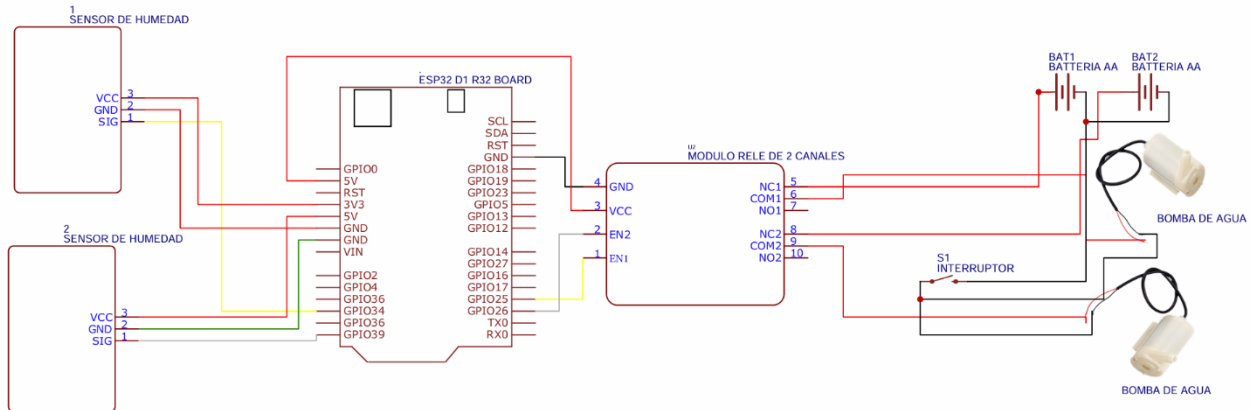 1
SENSOR DE HUMEDAD
VCC 3
GND 2
SIG 1
2
SENSOR DE HUMEDAD
VCC 3
GND 2
SIG 1
ESP32 D1 R32 BOARD
GPIO0
5V
RST
3V3
5V
GND
GND
VIN
GPIO2
GPIO4
GPIO36
GPIO34
GPIO36
GPIO39
SCL
SDA
RST
GND
GPIO18
GPIO19
GPIO23
GPIO5
GPIO13
GPIO12
GPIO14
GPIO27
GPIO16
GPIO17
GPIO25
GPIO26
TX0
RX0
MODULO RELE DE 2 CANALES
4 GND
3 VCC
2 EN2
1 EN1
NC1 5
COM1 6
NO1 7
NC2 8
COM2 9
NO2 10
BAT1
BATTERIA AA
BAT2
BATTERIA AA
BOMBA DE AGUA
S1
INTERRUPTOR
BOMBA DE AGUA